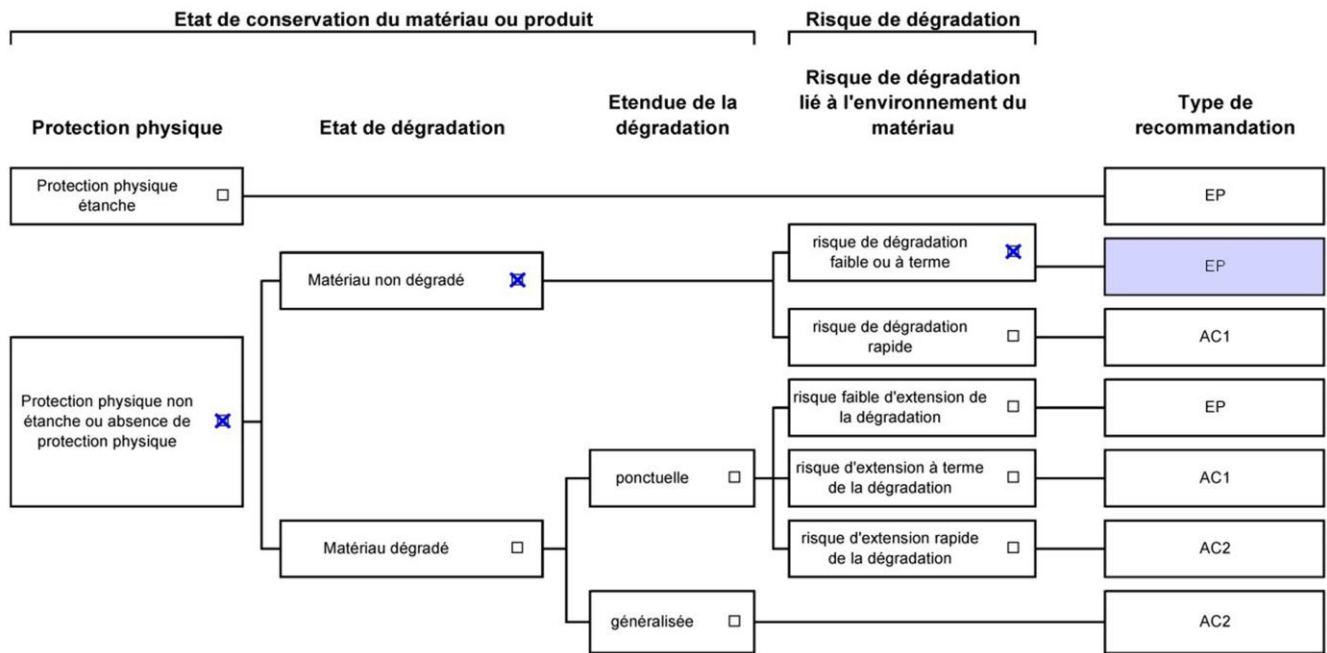 Etat de conservation du matériau ou produit
Risque de dégradation
Protection physique
Etat de dégradation
Etendue de la
dégradation
Risque de dégradation
lié à l'environnement du
matériau
Type de
recommandation
Protection physique
étanche
EP
risque de dégradation
faible ou à terme
EP
Matériau non dégradé
risque de dégradation
rapide
AC1
Protection physique non
étanche ou absence de
protection physique
risque faible d'extension de
la dégradation
EP
ponctuelle
risque d'extension à terme
de la dégradation
AC1
Matériau dégradé
risque d'extension rapide
de la dégradation
AC2
généralisée
AC2